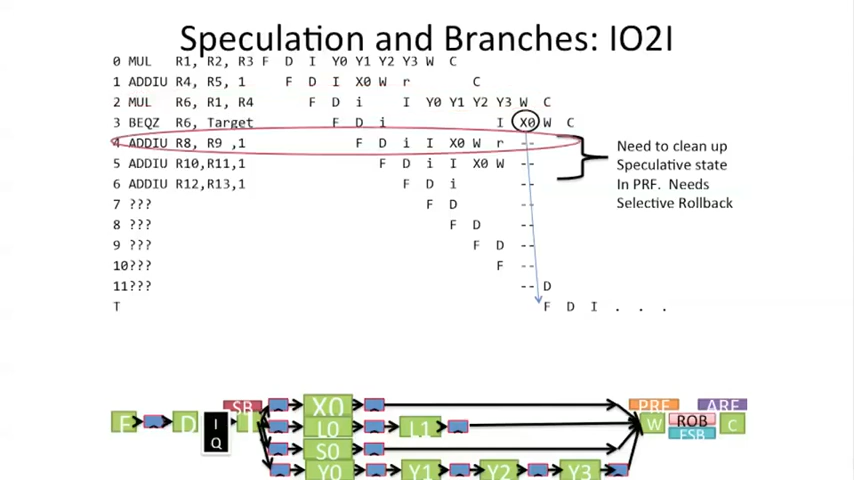 Speculation and Branches: IO2I
0 MUL R1, R2, R3 F D I Y0 Y1 Y2 Y3 W C
1 ADDIU R4, R5, 1 F D I X0 W r C
2 MUL R6, R1, R4 F D i I Y0 Y1 Y2 Y3 W C
3 BEQZ R6, Target F D i I X0 W C
4 ADDIU R8, R9 ,1 F D i I X0 W r --
5 ADDIU R10,R11,1 F D i I X0 W --
6 ADDIU R12,R13,1 F D i --
7 ??? F D --
8 ??? F D --
9 ??? F D --
10??? F --
11??? -- D
T F D I . . .
Need to clean up
Speculative state
In PRF. Needs
Selective Rollback
F D I Q SB I X0 L0 L1 S0 Y0 Y1 Y2 Y3
PRF ARF
W ROB C
FSB